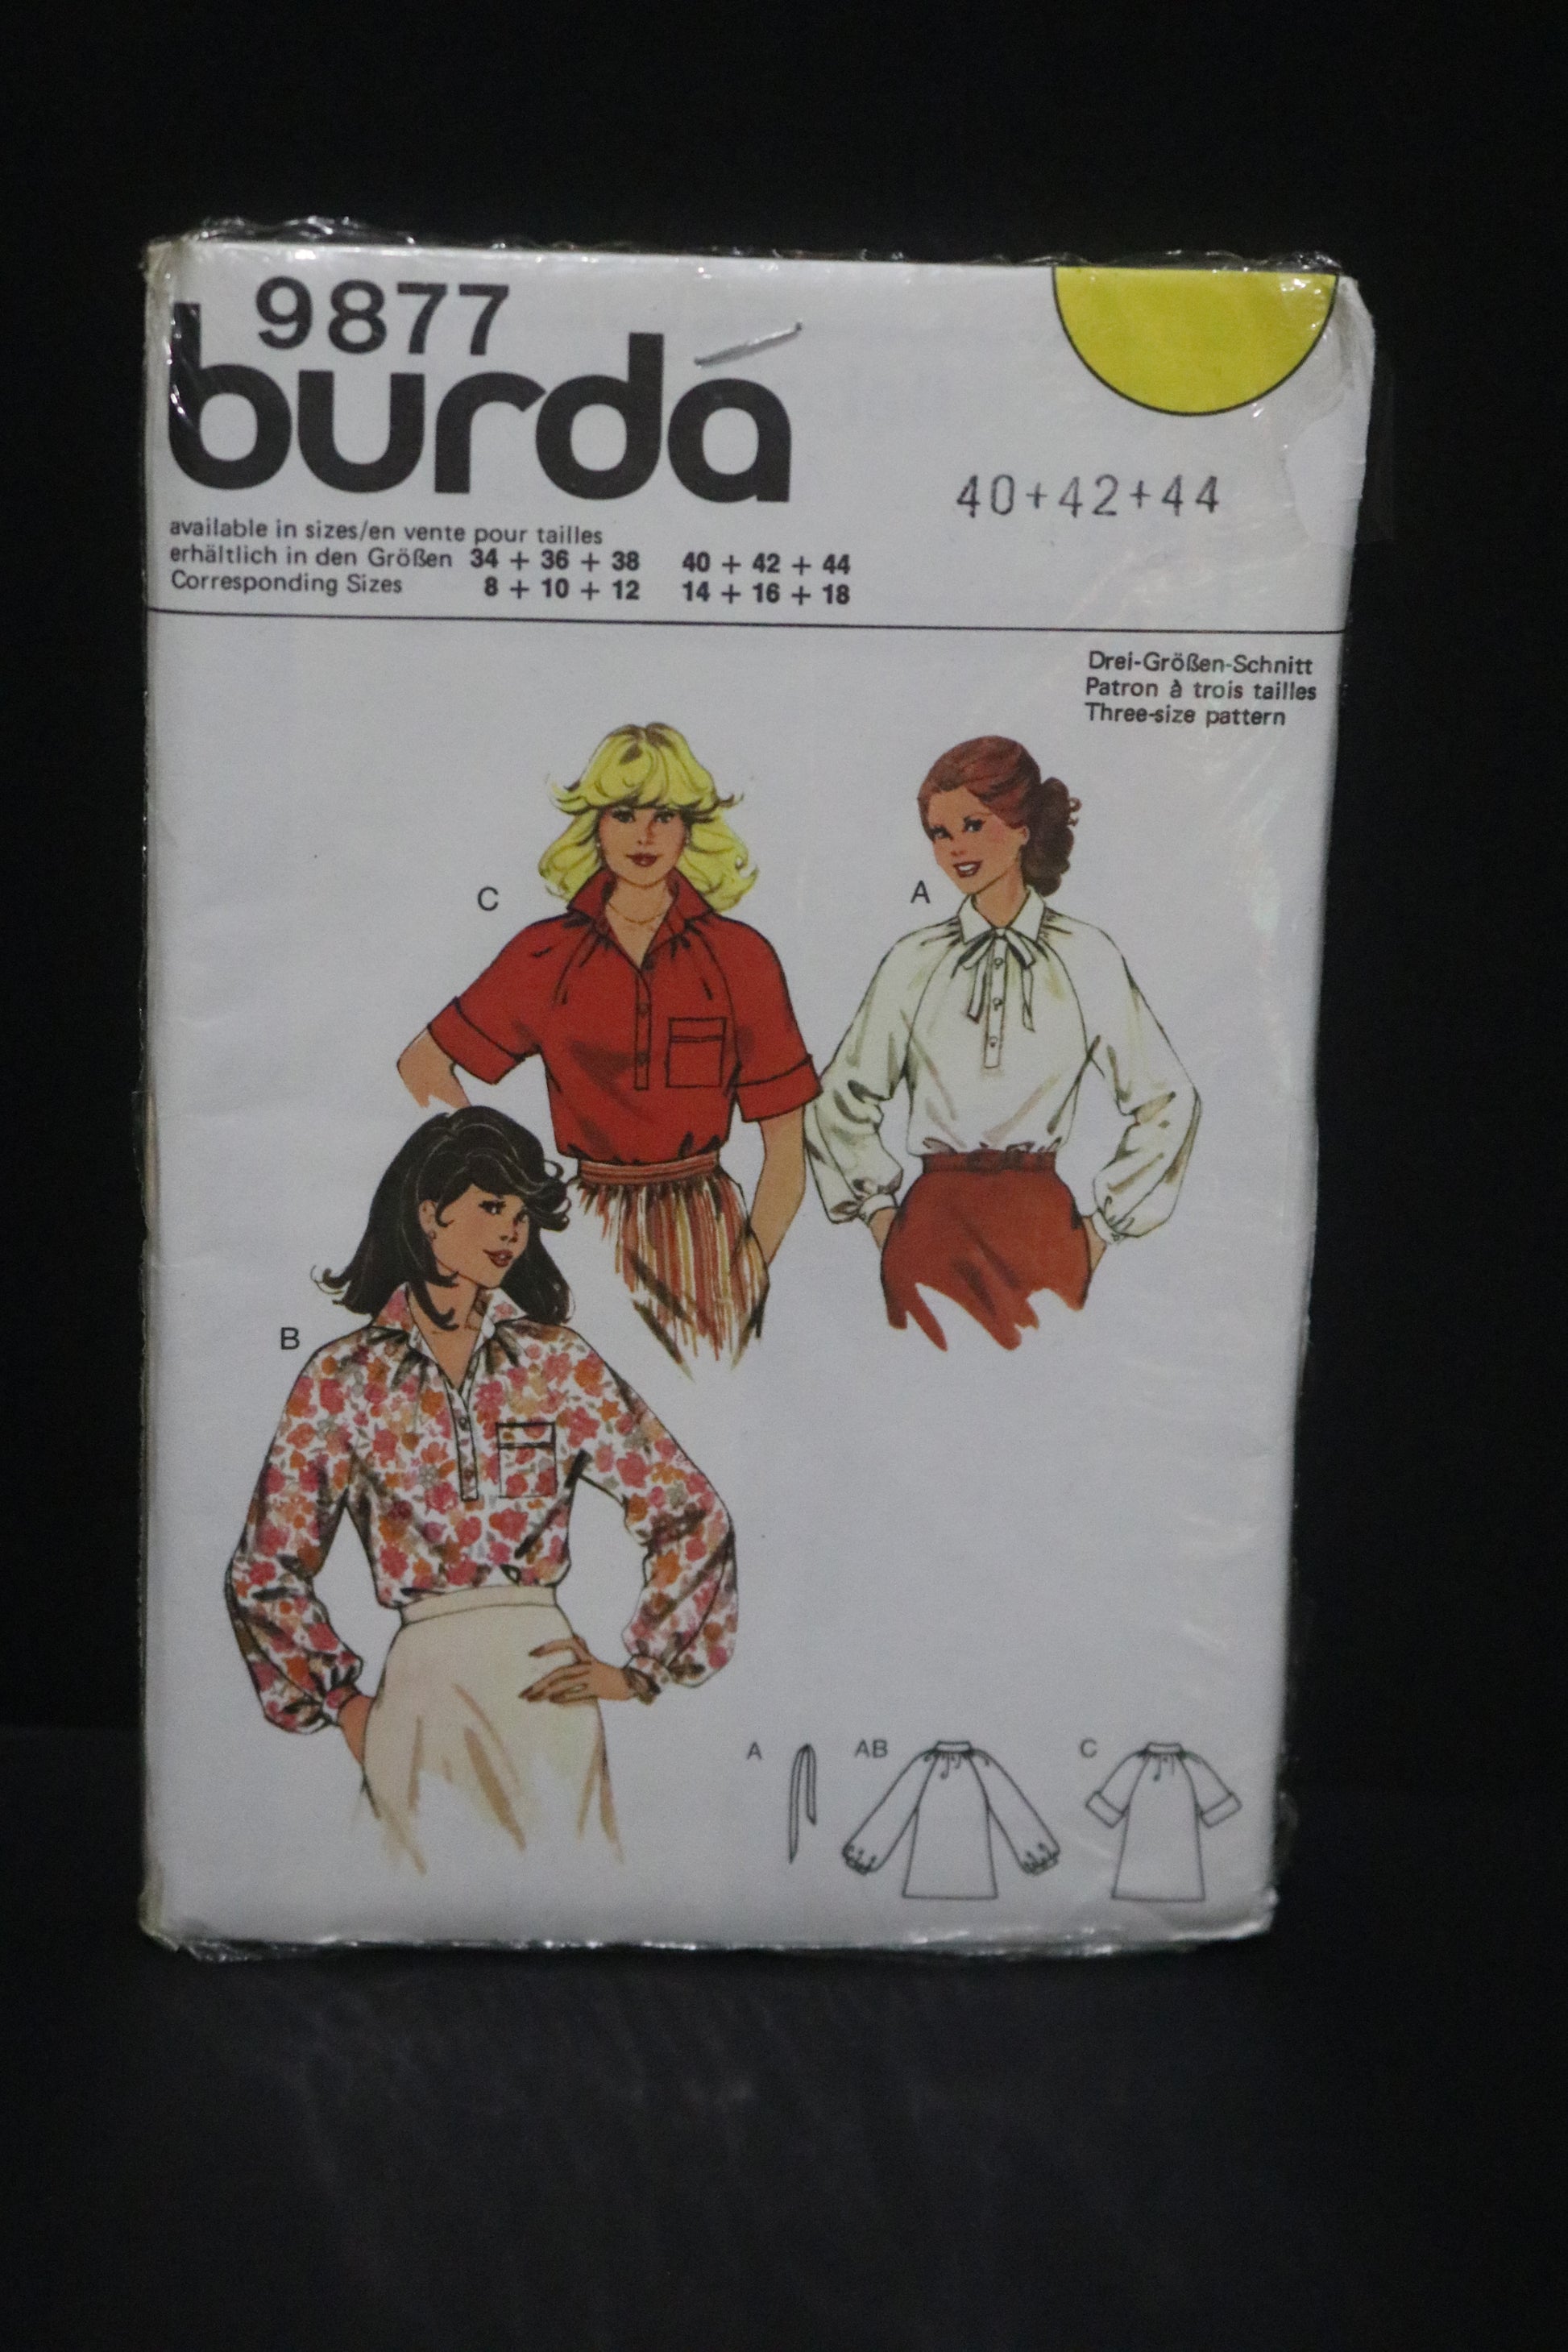 9877
burda
40+42+44
available in sizes/en vente pour tailles
erhältlich in den Größen 34 + 36 + 38 40 + 42 + 44
Corresponding Sizes 8 + 10 + 12 14 + 16 + 18
Drei-Größen-Schnitt
Patron à trois tailles
Three-size pattern
C
A
B
A
AB
C